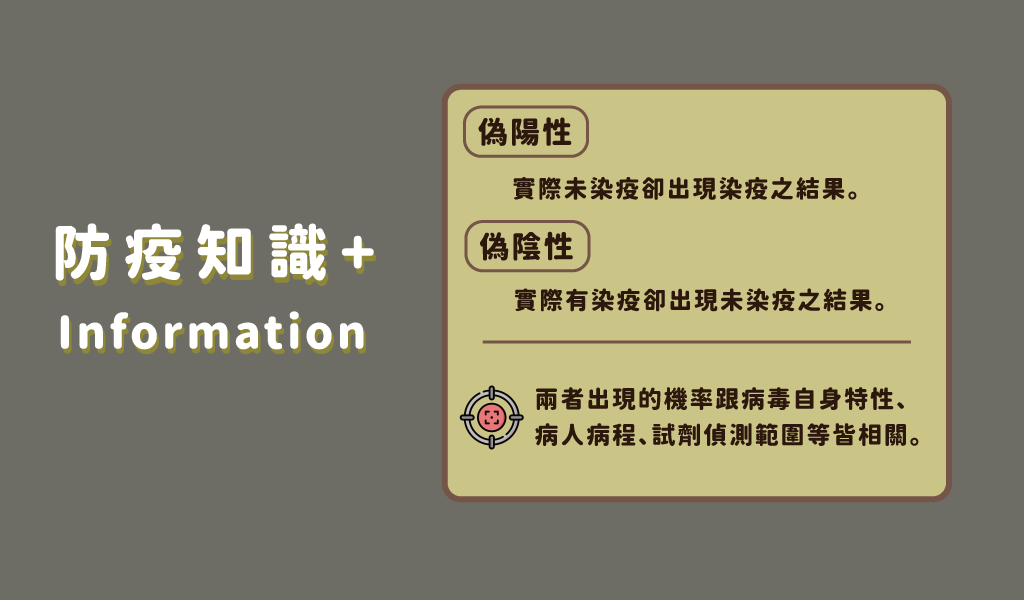 防疫知識+
Information
偽陽性
實際未染疫卻出現染疫之結果。
偽陰性
實際有染疫卻出現未染疫之結果。
兩者出現的機率跟病毒自身特性、
病人病程、試劑偵測範圍等皆相關。